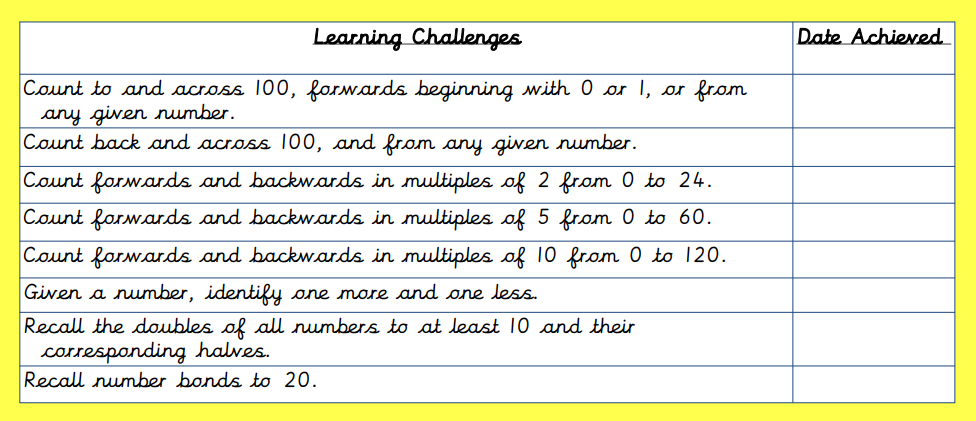 Learning Challenges
Date Achieved
Count to and across 100, forwards beginning with 0 or 1, or from
any given number.
Count back and across 100, and from any given number.
Count forwards and backwards in multiples of 2 from 0 to 24.
Count forwards and backwards in multiples of 5 from 0 to 60.
Count forwards and backwards in multiples of 10 from 0 to 120.
Given a number, identify one more and one less.
Recall the doubles of all numbers to at least 10 and their
corresponding halves.
Recall number bonds to 20.